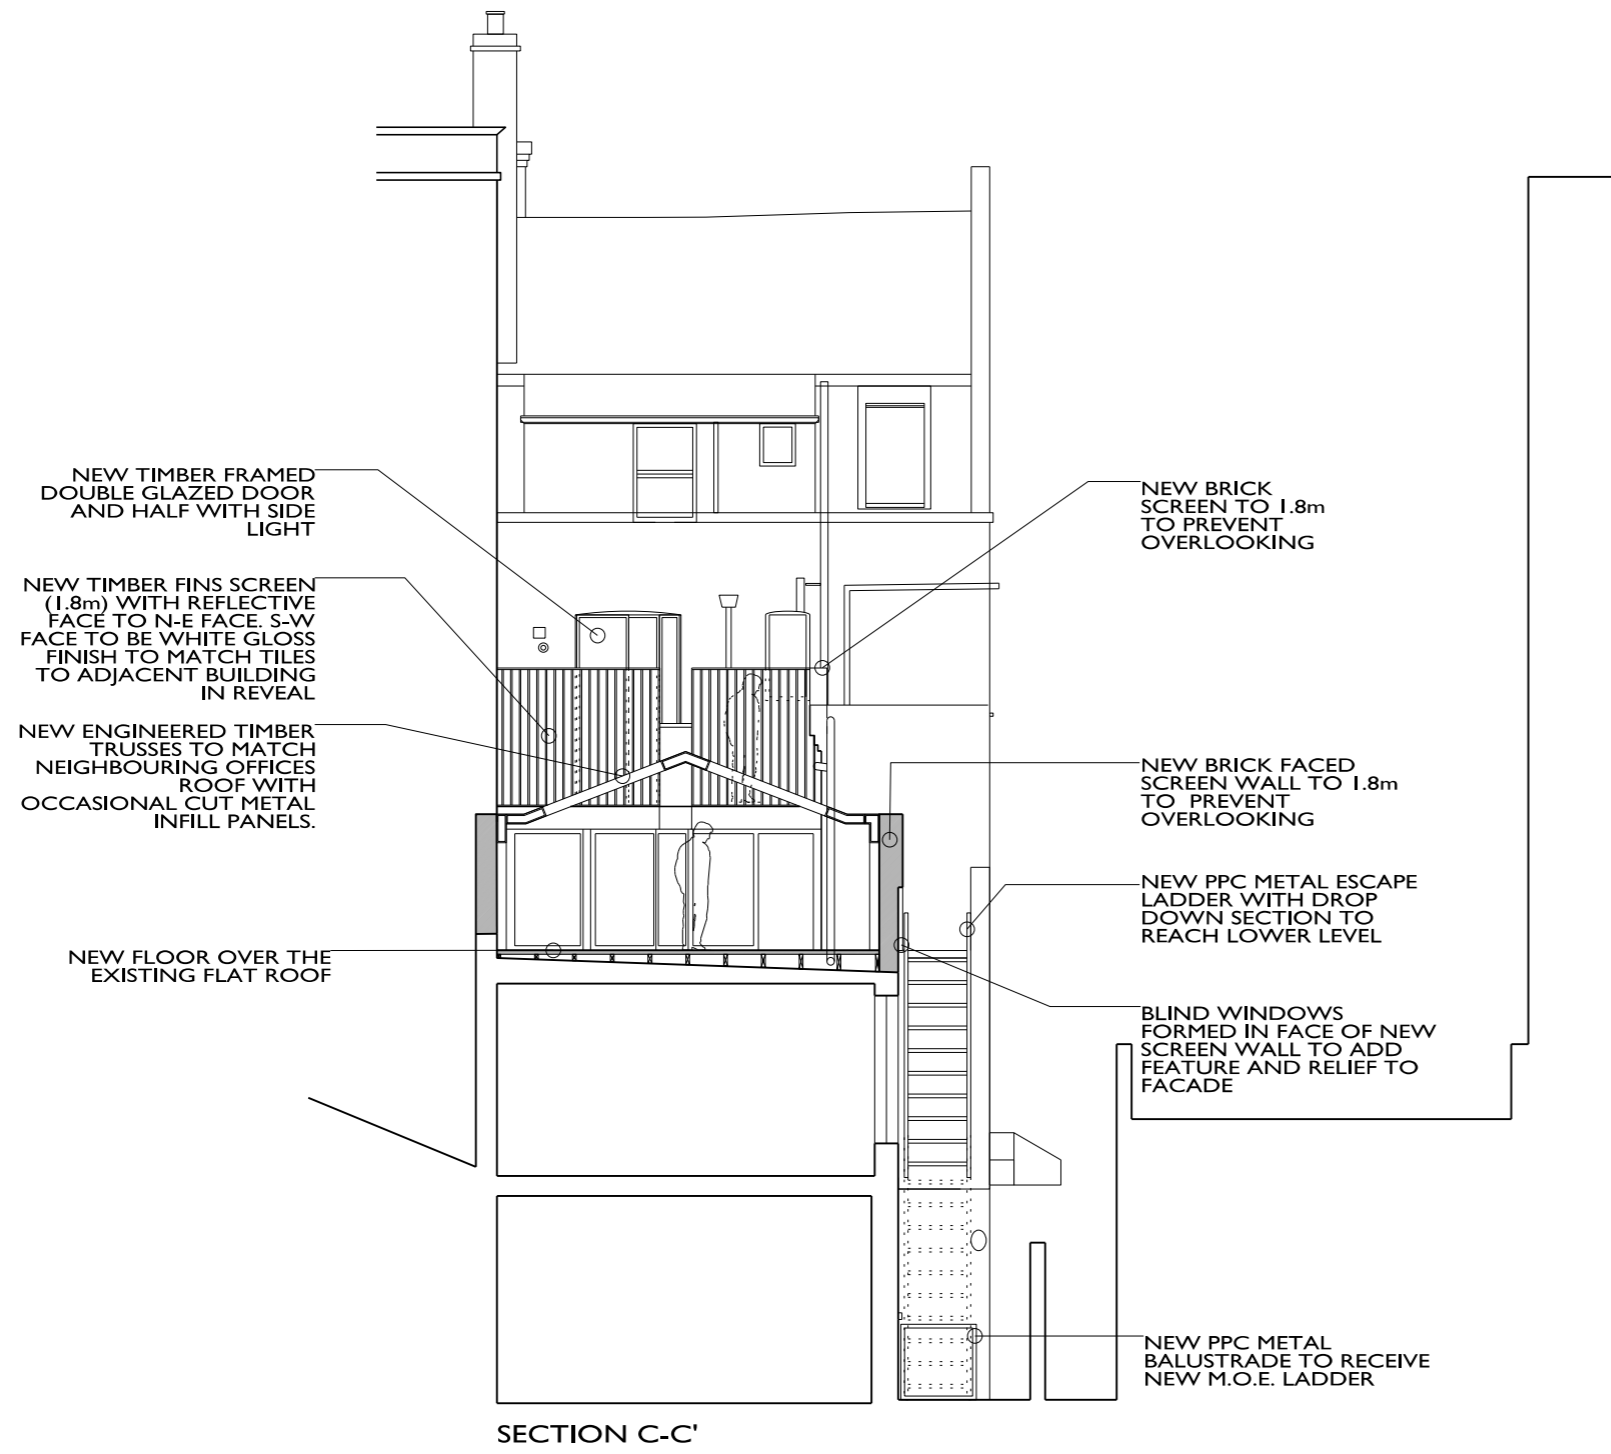 NEW TIMBER FRAMED
DOUBLE GLAZED DOOR
AND HALF WITH SIDE
LIGHT
NEW TIMBER FINS SCREEN
(1.8m) WITH REFLECTIVE
FACE TO N-E FACE. S-W
FACE TO BE WHITE GLOSS
FINISH TO MATCH TILES
TO ADJACENT BUILDING
IN REVEAL
NEW ENGINEERED TIMBER
TRUSSES TO MATCH
NEIGHBOURING OFFICES
ROOF WITH
OCCASIONAL CUT METAL
INFILL PANELS.
NEW FLOOR OVER THE
EXISTING FLAT ROOF
NEW BRICK
SCREEN TO 1.8m
TO PREVENT
OVERLOOKING
NEW BRICK FACED
SCREEN WALL TO 1.8m
TO PREVENT
OVERLOOKING
NEW PPC METAL ESCAPE
LADDER WITH DROP
DOWN SECTION TO
REACH LOWER LEVEL
BLIND WINDOWS
FORMED IN FACE OF NEW
SCREEN WALL TO ADD
FEATURE AND RELIEF TO
FACADE
NEW PPC METAL
BALUSTRADE TO RECEIVE
NEW M.O.E. LADDER
SECTION C-C'